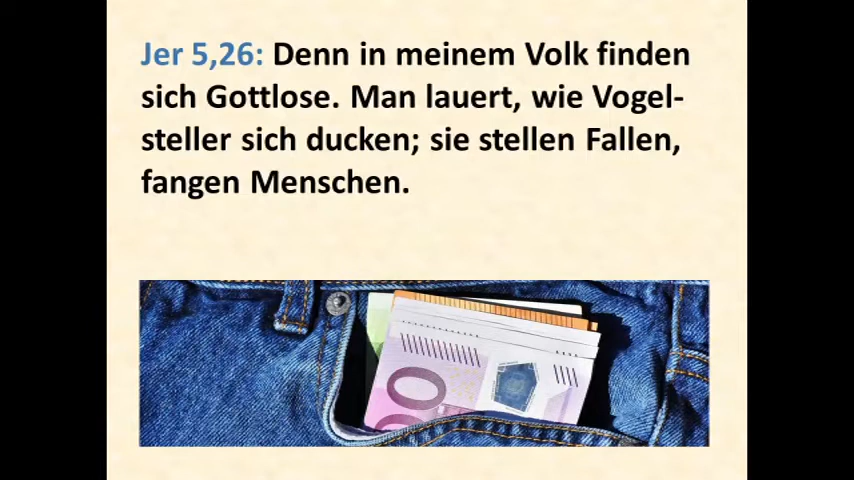 Jer 5,26: Denn in meinem Volk finden
sich Gottlose. Man lauert, wie Vogel-
steller sich ducken; sie stellen Fallen,
fangen Menschen.